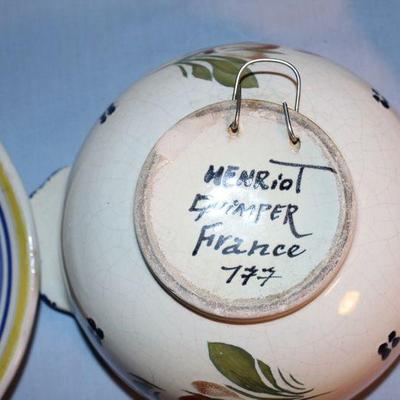 HENRIOT
QUIMPER
France
177